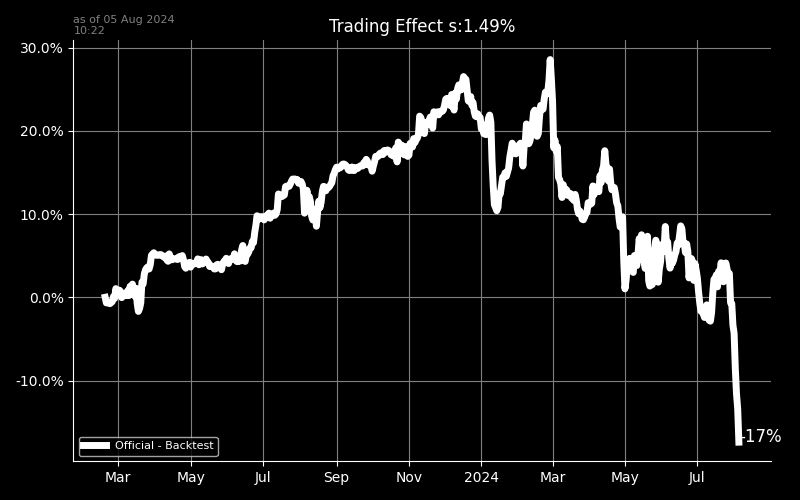 as of 05 Aug 2024
10:22
Trading Effect s:1.49%
30.0%
20.0%
10.0%
0.0%
-10.0%
-17%
Official - Backtest
Mar May Jul Sep Nov 2024 Mar May Jul